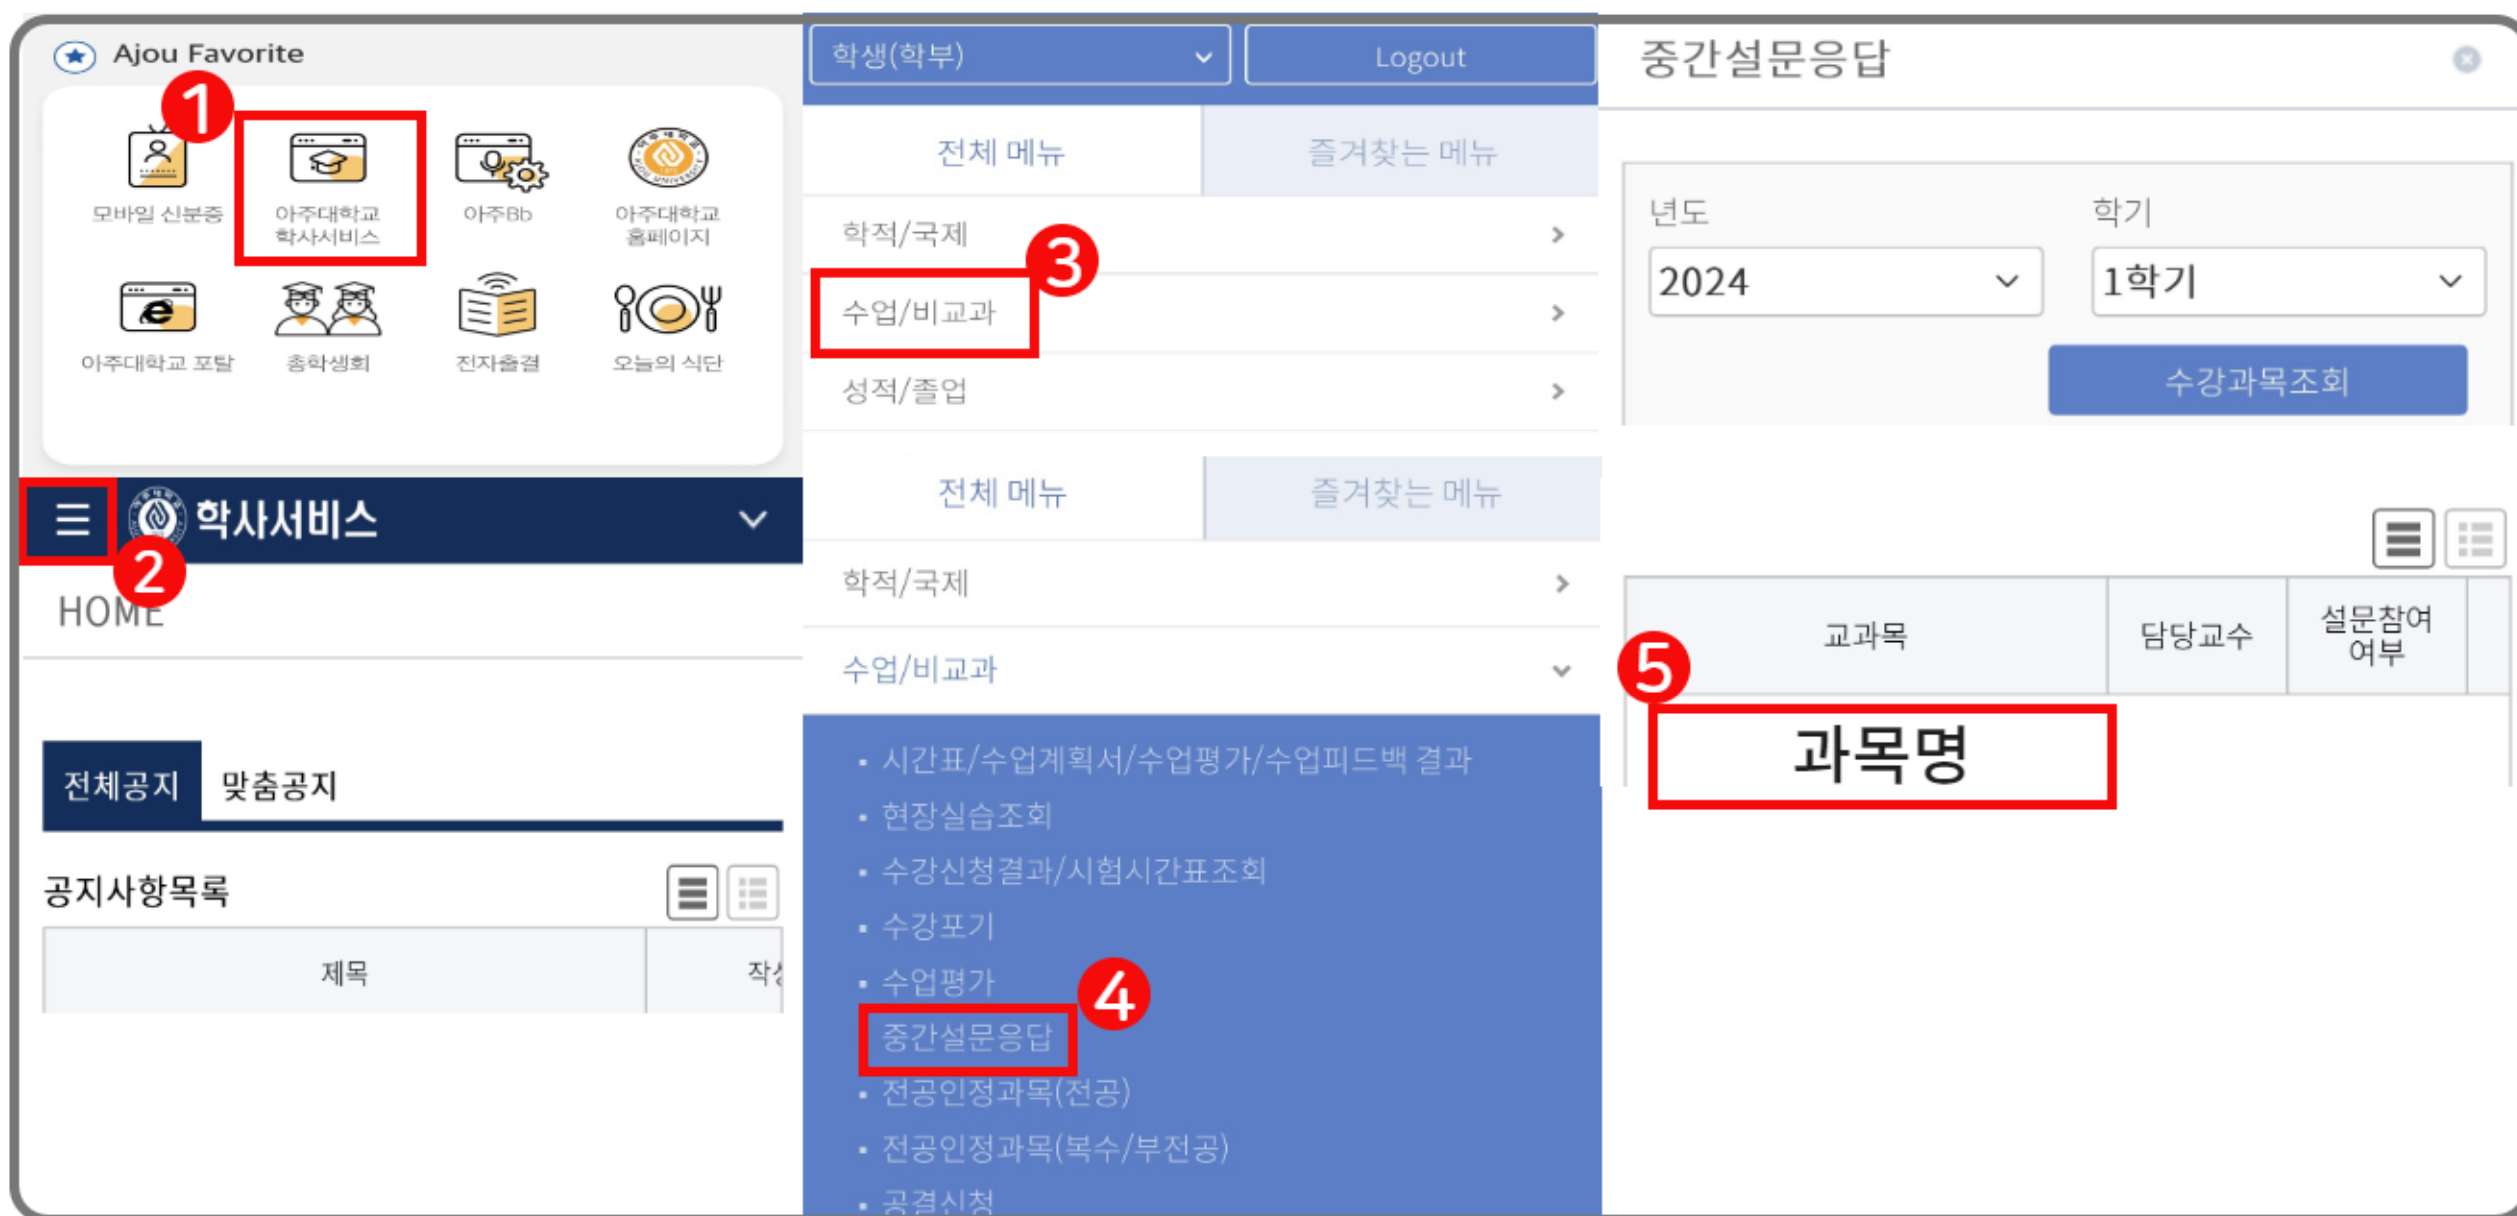 Ajou Favorite
1
모바일 신분증
아주대학교
학사서비스
아주Bb
아주대학교
홈페이지
아주대학교 포탈
총학생회
전자출결
오늘의 식단
학사서비스
2
HOME
전체공지
맞춤공지
공지사항목록
제목
학생(학부)
Logout
전체 메뉴
즐겨찾는 메뉴
학적/국제
3
수업/비교과
성적/졸업
전체 메뉴
즐겨찾는 메뉴
학적/국제
수업/비교과
▪ 시간표/수업계획서/수업평가/수업피드백 결과
▪ 현장실습조회
▪ 수강신청결과/시험시간표조회
▪ 수강포기
▪ 수업평가
4
중간설문응답
▪ 전공인정과목(전공)
▪ 전공인정과목(복수/부전공)
▪ 공결신청
중간설문응답
년도
학기
2024
1학기
수강과목조회
교과목
담당교수
설문참여
여부
5
과목명